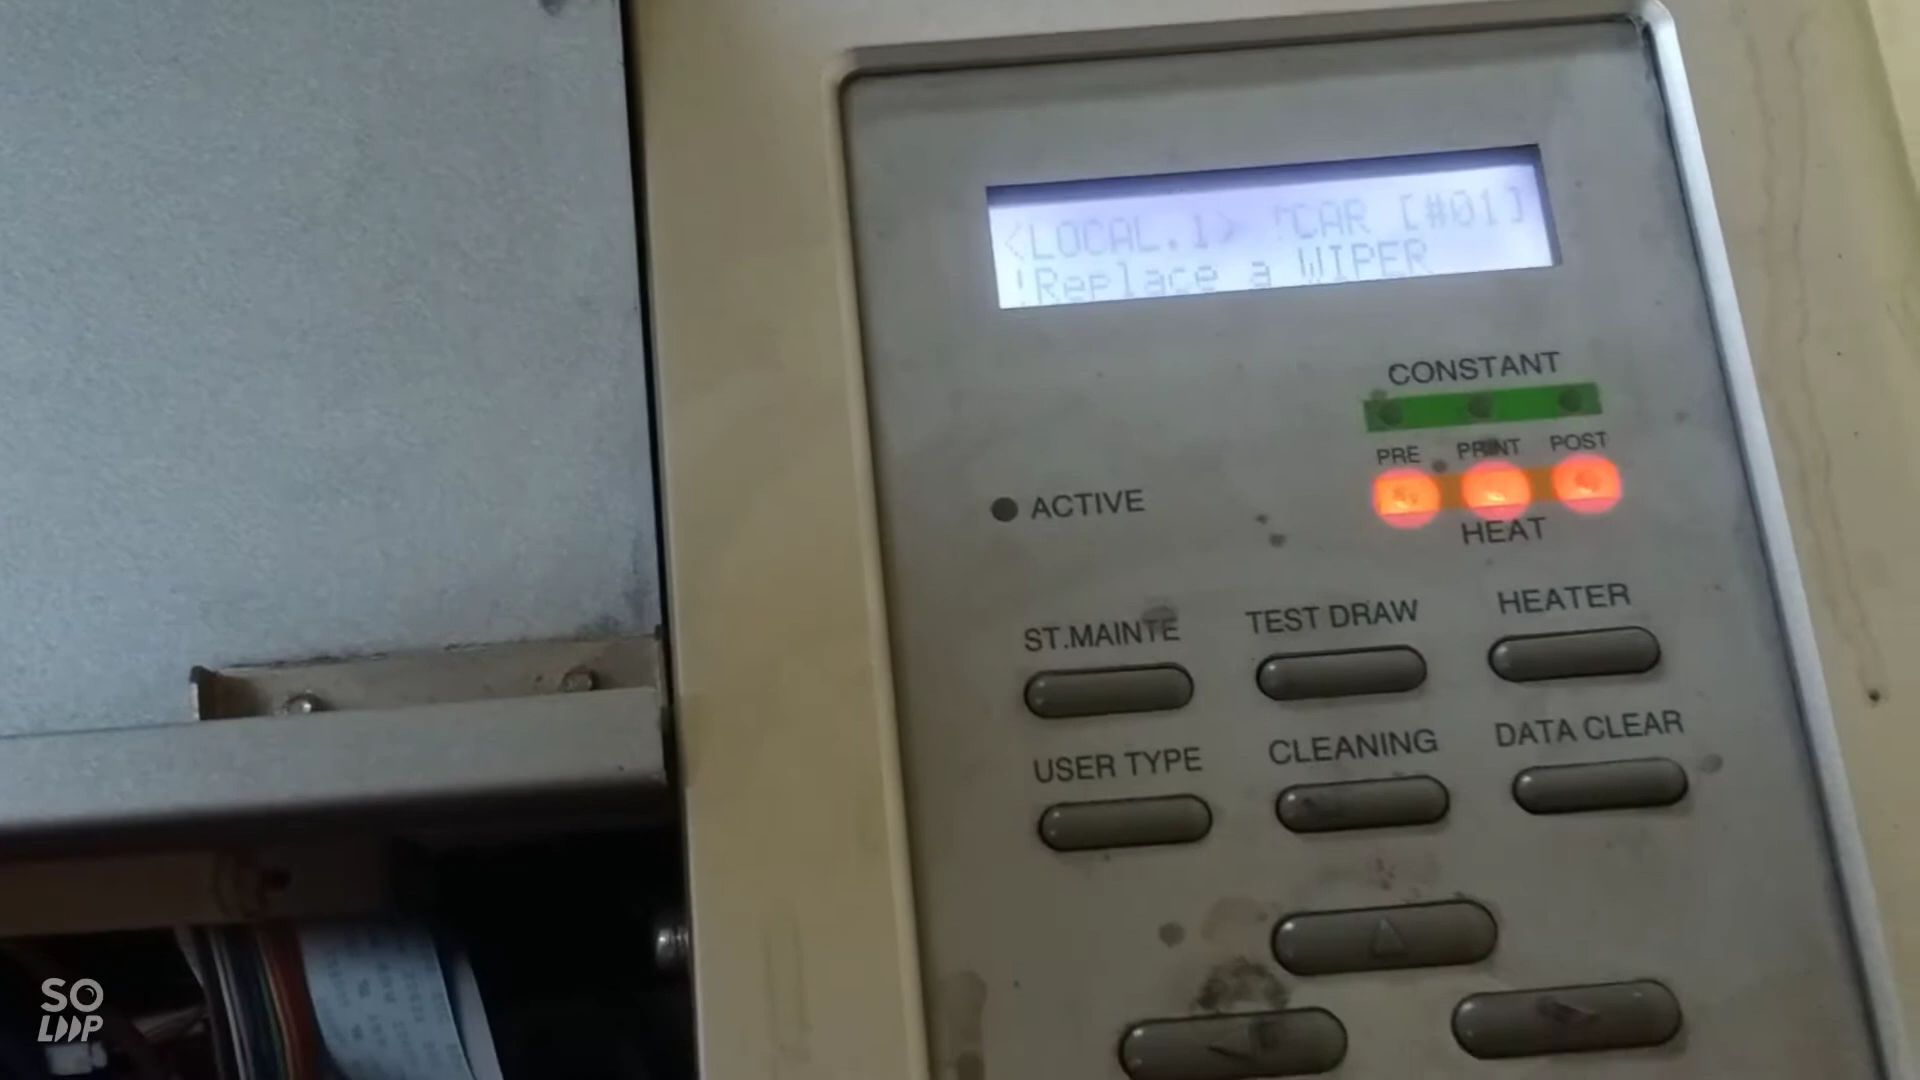 <LOCAL.1> !CAR [#01]
!Replace a WIPER
CONSTANT
PRE PRINT POST
ACTIVE
HEAT
ST.MAINTE TEST DRAW HEATER
USER TYPE CLEANING DATA CLEAR
SO
LOOP